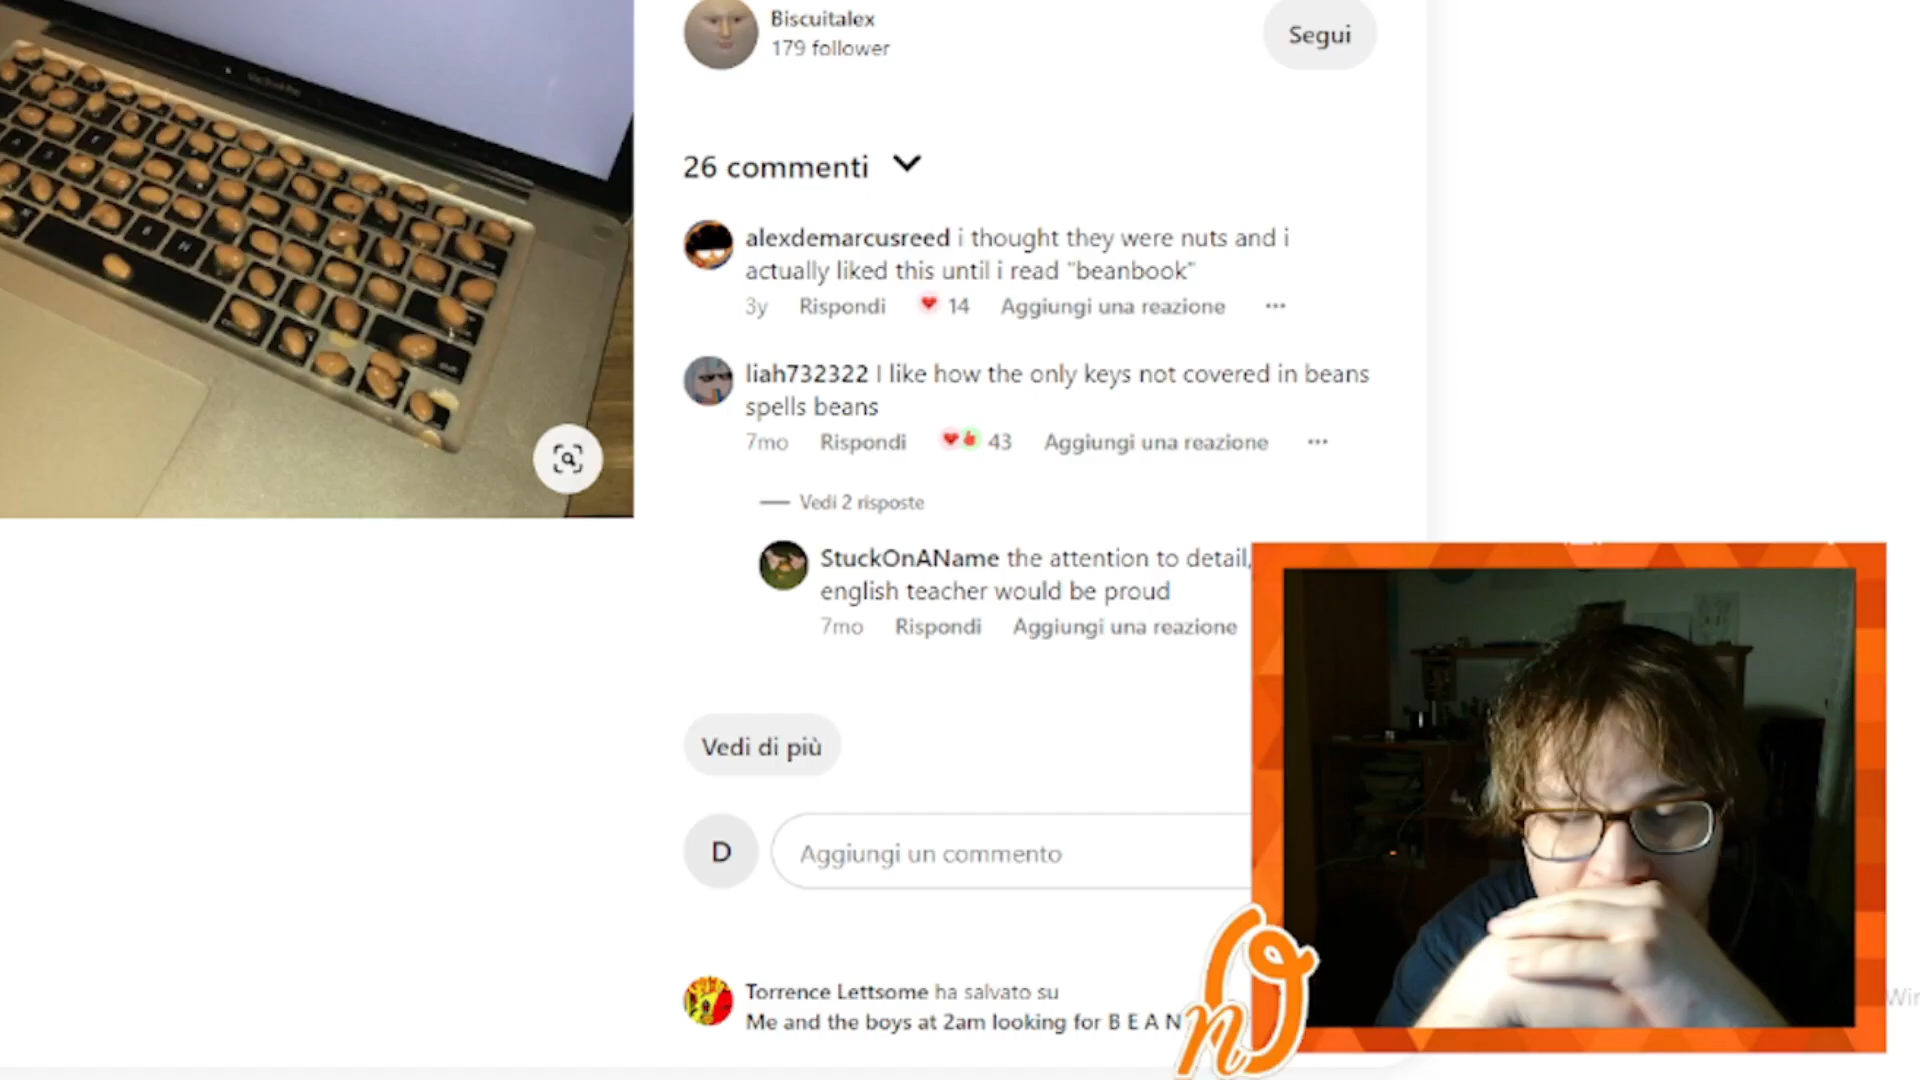 Biscuitalex
179 follower
Segui
26 commenti
alexdemarcusreed i thought they were nuts and i
actually liked this until i read "beanbook"
3y Rispondi 14 Aggiungi una reazione ...
liah732322 I like how the only keys not covered in beans
spells beans
7mo Rispondi 43 Aggiungi una reazione ...
Vedi 2 risposte
StuckOnAName the attention to detail,
english teacher would be proud
7mo Rispondi Aggiungi una reazione
Vedi di più
D
Aggiungi un commento
Torrence Lettsome ha salvato su
Me and the boys at 2am looking for B E A N
Win